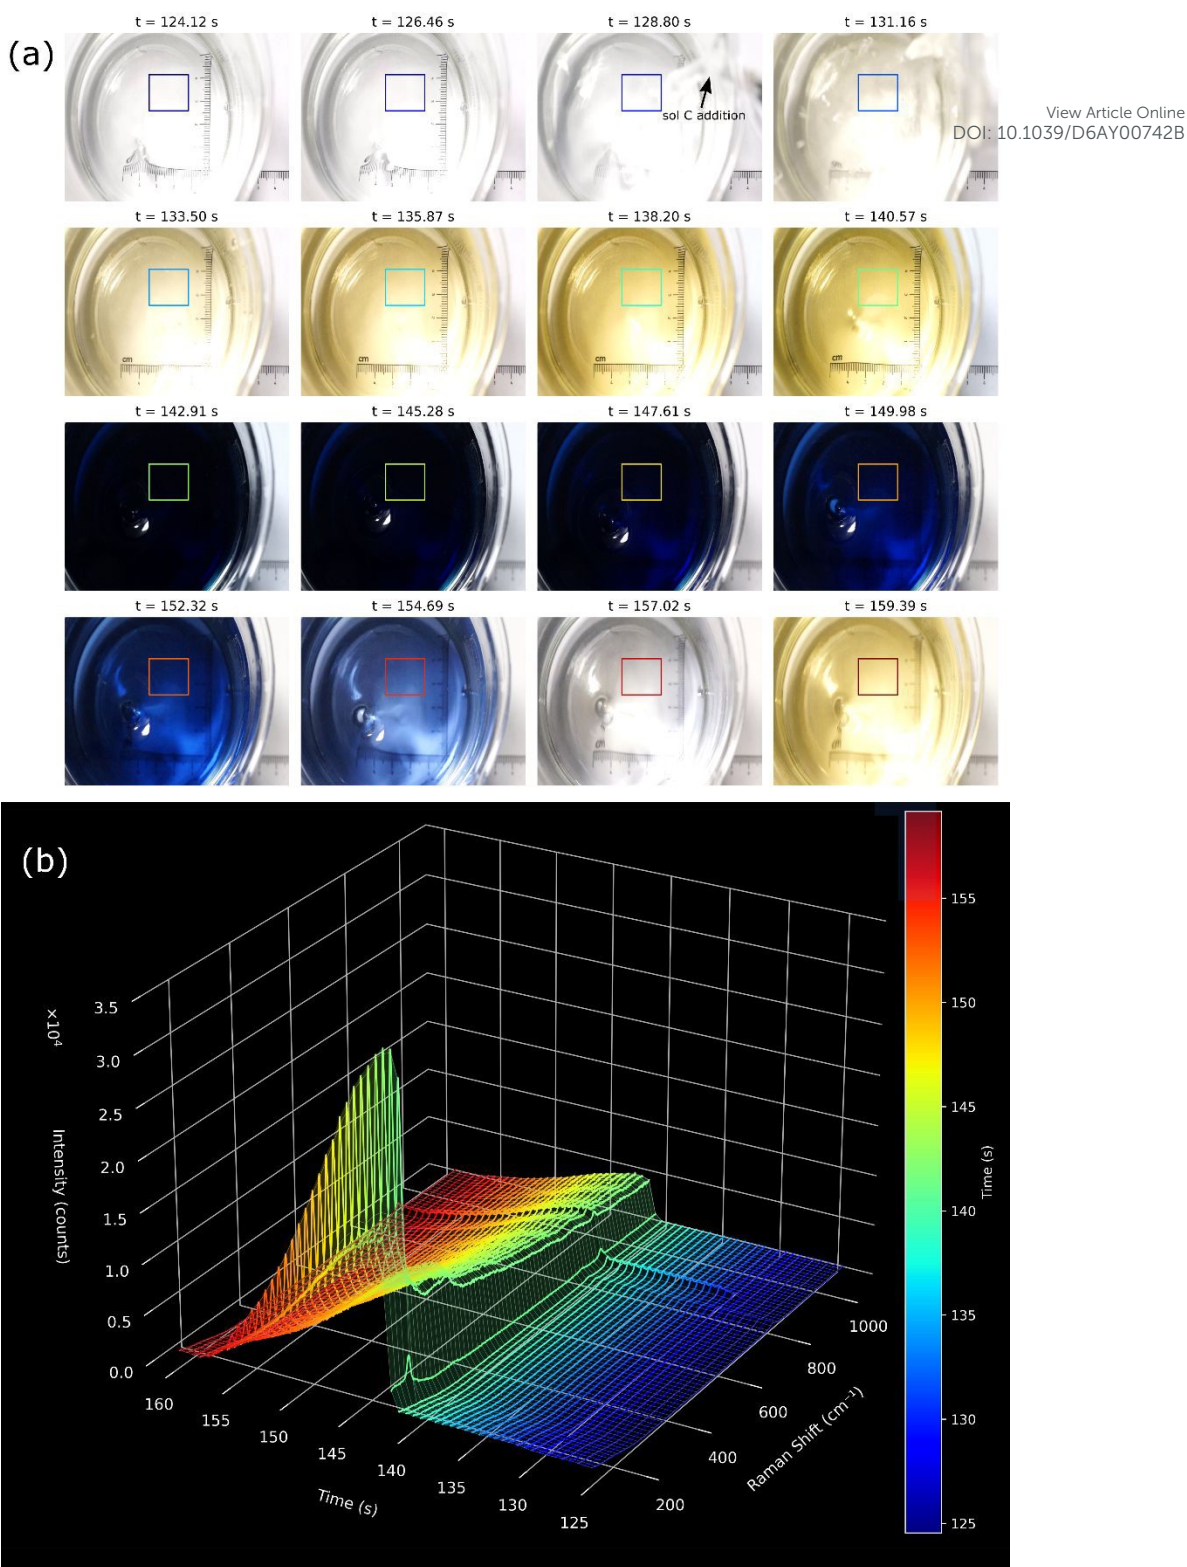 (a)
t = 124.12 s
t = 126.46 s
t = 128.80 s
t = 131.16 s
sol C addition
View Article Online
DOI: 10.1039/D6AY00742B
t = 133.50 s
t = 135.87 s
t = 138.20 s
t = 140.57 s
cm
cm
cm
cm
t = 142.91 s
t = 145.28 s
t = 147.61 s
t = 149.98 s
t = 152.32 s
t = 154.69 s
t = 157.02 s
t = 159.39 s
cm
cm
(b)
×10⁴
3.5
3.0
2.5
2.0
1.5
1.0
0.5
0.0
Intensity (counts)
160
155
150
145
140
135
130
125
Time (s)
200
400
600
800
1000
Raman Shift (cm⁻¹)
155
150
145
140
135
130
125
Time (s)